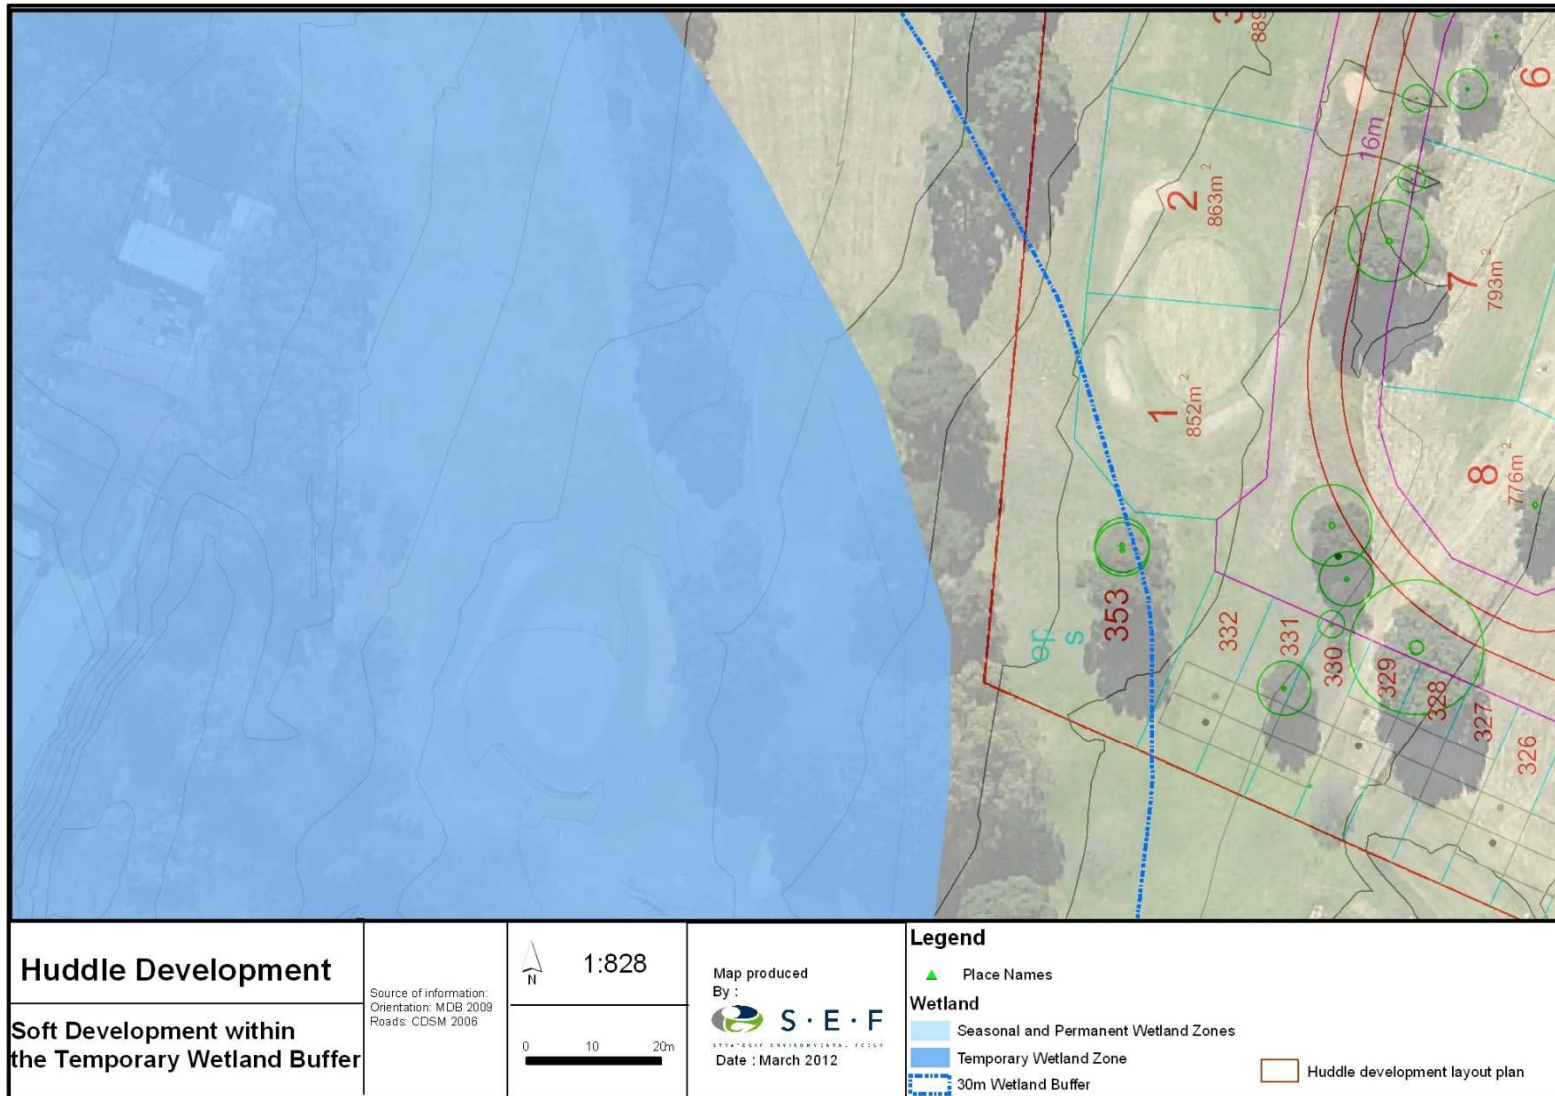 3
889
6
16m
2
863m²
7
793m²
1
852m²
8
776m²
353
332
331
330
329
328
327
326
s
Huddle Development
Soft Development within
the Temporary Wetland Buffer
Source of information:
Orientation: MDB 2009
Roads: CDSM 2006
N
1:828
0 10 20m
Map produced
By :
S·E·F
Date : March 2012
Legend
Place Names
Wetland
Seasonal and Permanent Wetland Zones
Temporary Wetland Zone
30m Wetland Buffer
Huddle development layout plan